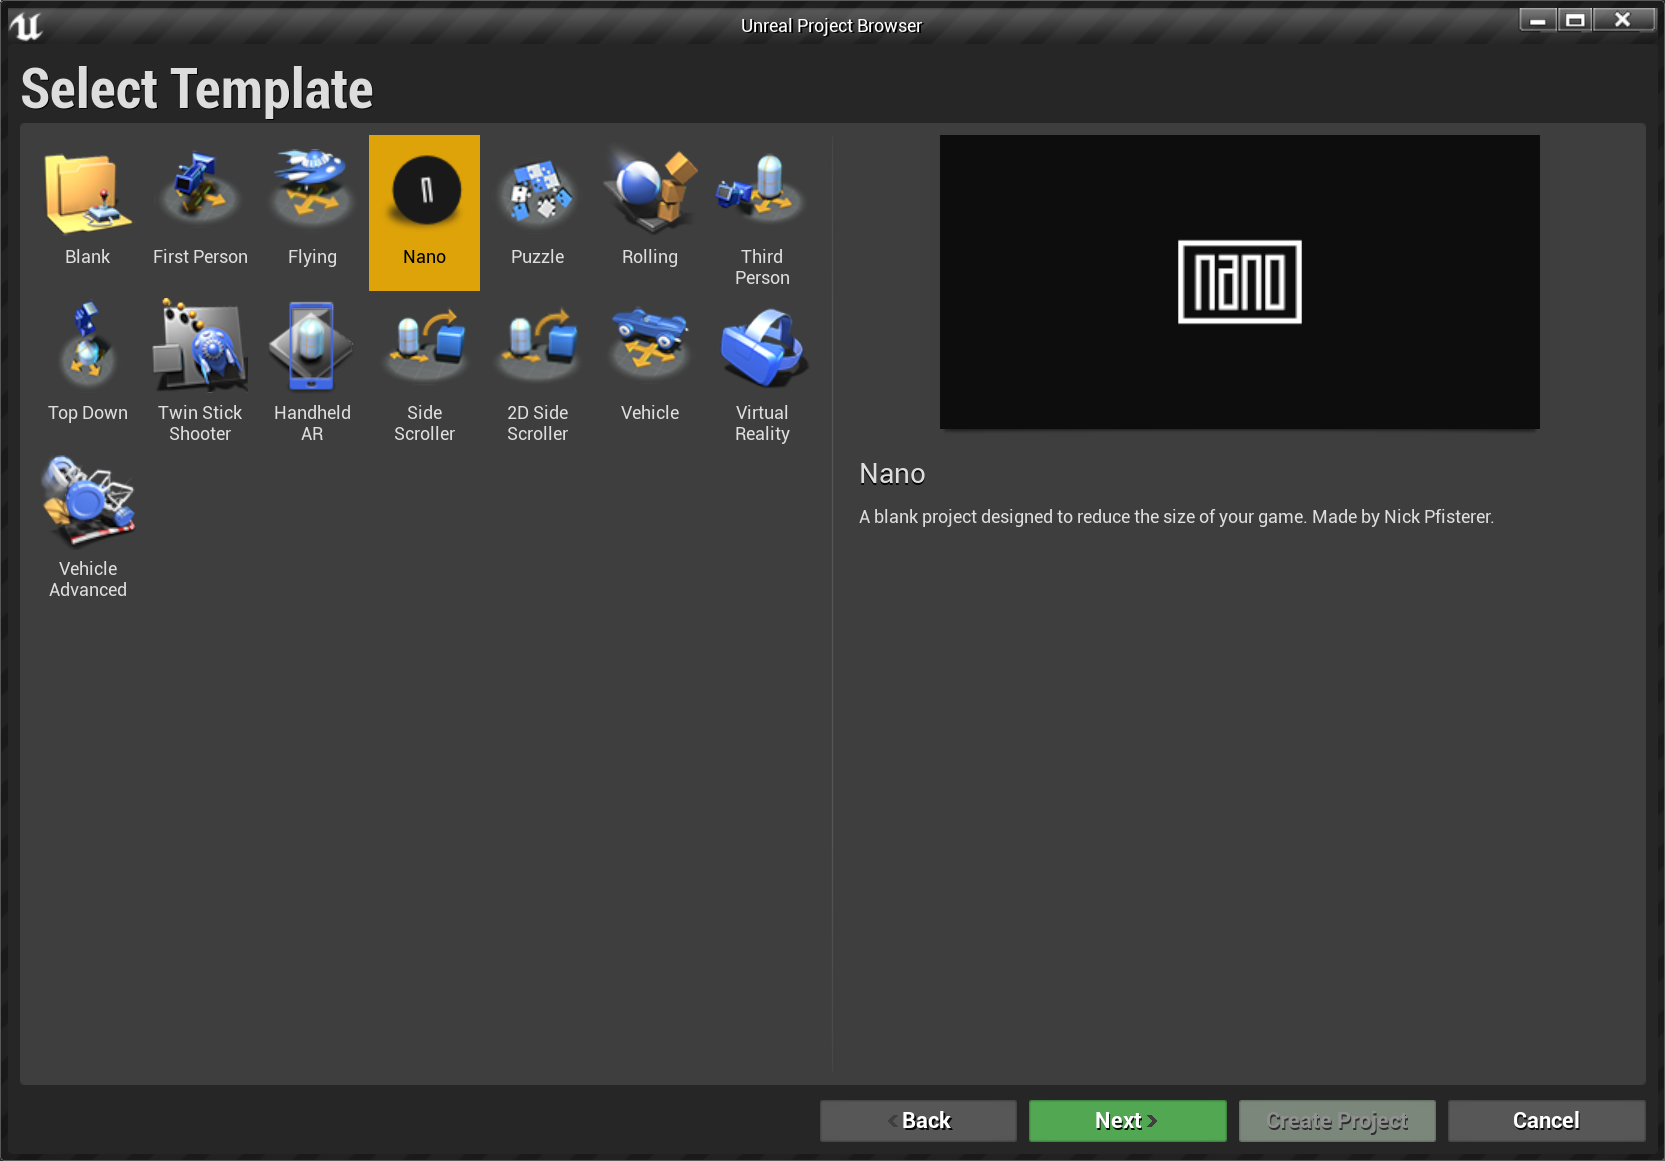 Unreal Project Browser
Select Template
Blank
First Person
Flying
n
Nano
Puzzle
Rolling
Third
Person
Top Down
Twin Stick
Shooter
Handheld
AR
Side
Scroller
2D Side
Scroller
Vehicle
Virtual
Reality
Vehicle
Advanced
nano
Nano
A blank project designed to reduce the size of your game. Made by Nick Pfisterer.
< Back
Next >
Create Project
Cancel